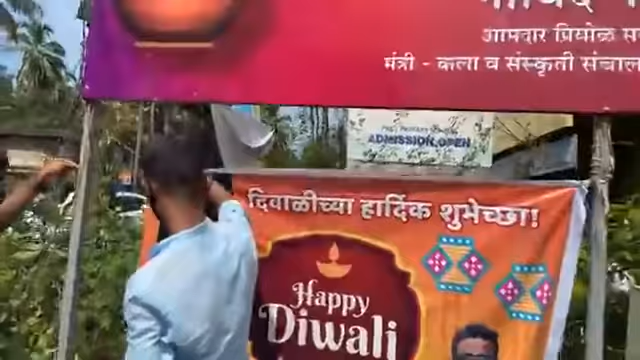 आमदार प्रियोळ
मंत्री - कला व संस्कृती संचाल
ADMISSION OPEN
दिवाळीच्या हार्दिक शुभेच्छा!
Happy
Diwali